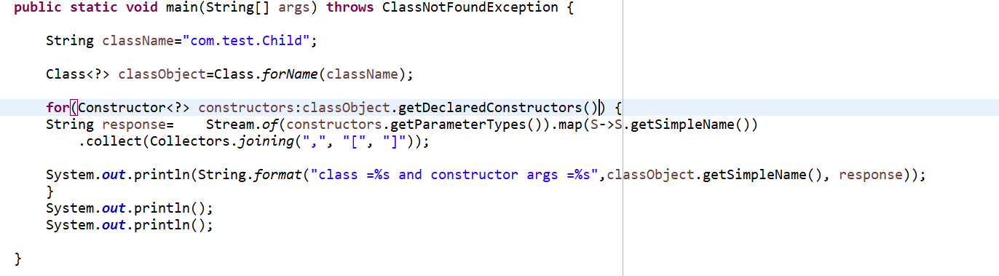 public static void main(String[] args) throws ClassNotFoundException {
String className="com.test.Child";
Class<?> classObject=Class.forName(className);
for(Constructor<?> constructors:classObject.getDeclaredConstructors()) {
String response=    Stream.of(constructors.getParameterTypes()).map(S->S.getSimpleName())
.collect(Collectors.joining(",", "[", "]"));
System.out.println(String.format("class =%s and constructor args =%s",classObject.getSimpleName(), response));
}
System.out.println();
System.out.println();
}